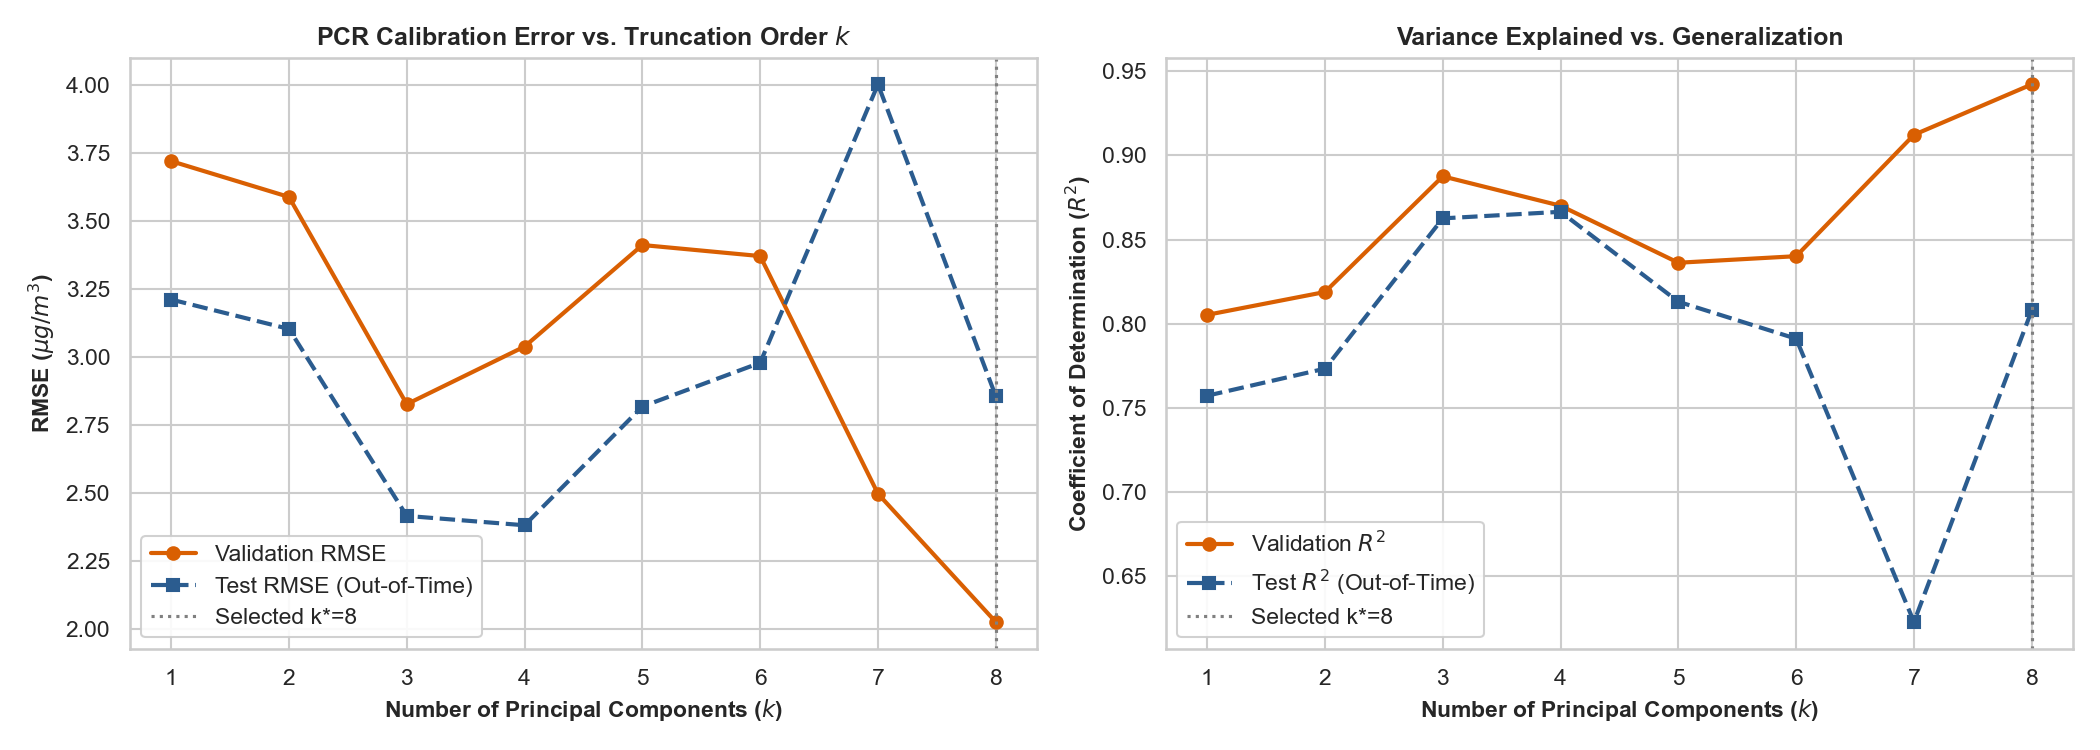 PCR Calibration Error vs. Truncation Order k
RMSE (μg/m³)
4.00
3.75
3.50
3.25
3.00
2.75
2.50
2.25
2.00
Validation RMSE
Test RMSE (Out-of-Time)
Selected k*=8
1 2 3 4 5 6 7 8
Number of Principal Components (k)
Variance Explained vs. Generalization
Coefficient of Determination (R²)
0.95
0.90
0.85
0.80
0.75
0.70
0.65
Validation R²
Test R² (Out-of-Time)
Selected k*=8
1 2 3 4 5 6 7 8
Number of Principal Components (k)